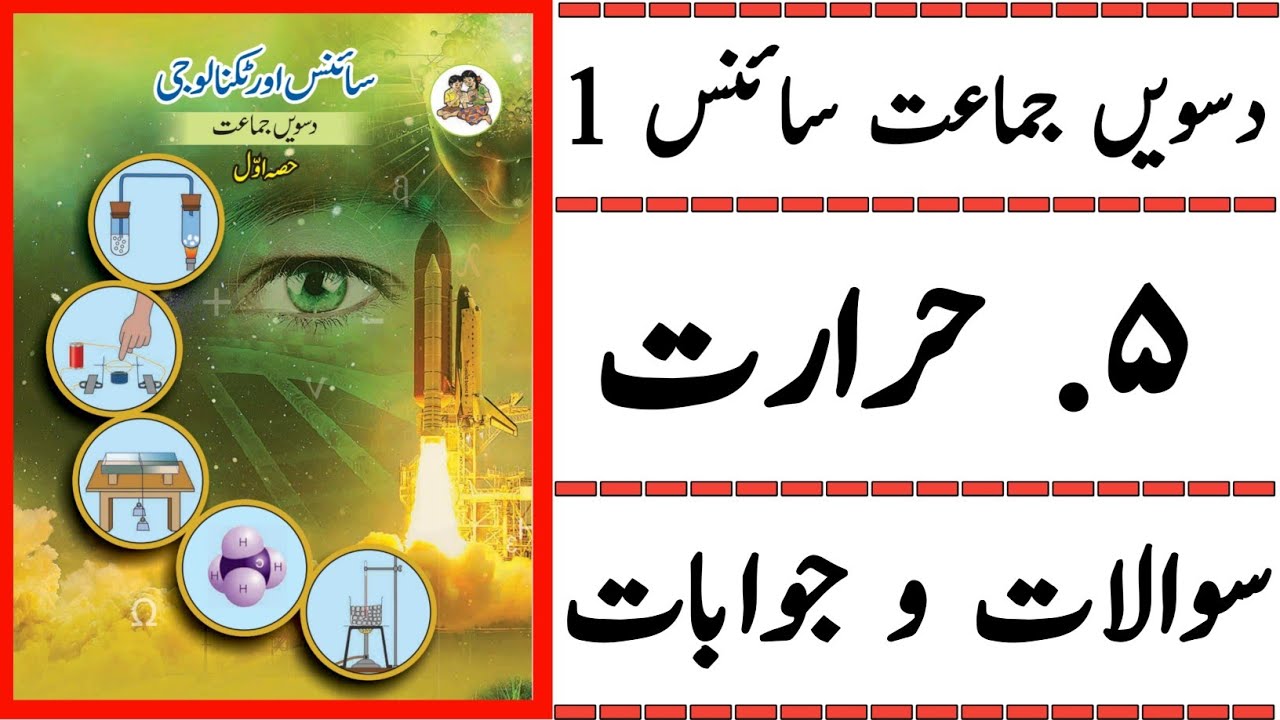 سائنس اور ٹکنالوجی
دسویں جماعت
حصہ اوّل
β
λ
+
v
Ω
H
H
H
H
C
دسویں جماعت سائنس 1
۵. حرارت
سوالات و جوابات